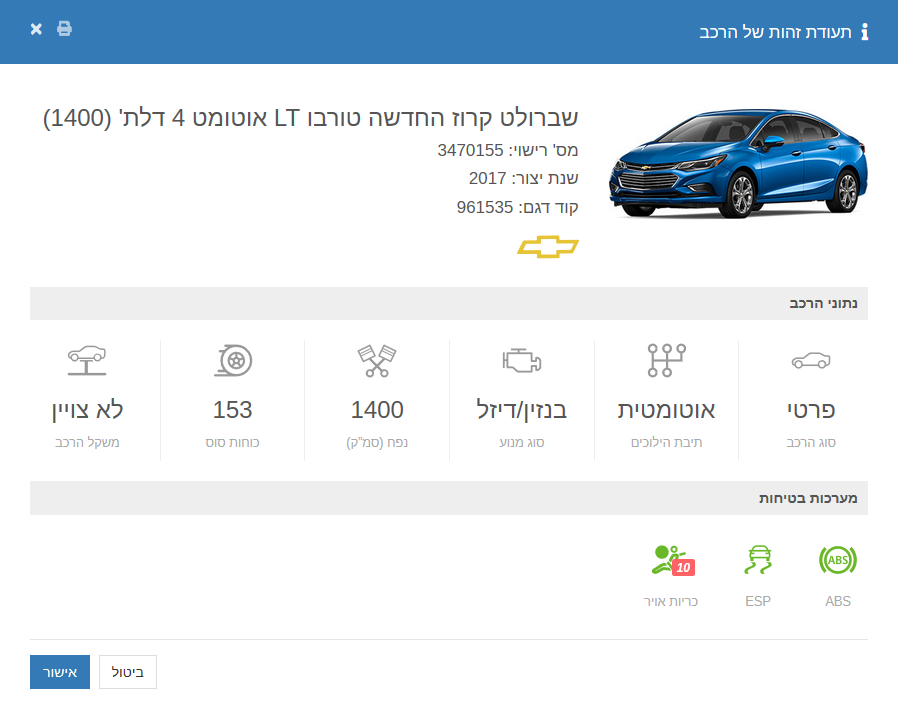 תעודת זהות של הרכב
שברולט קרוז החדשה טורבו LT אוטומט 4 דלת' (1400)
מס' רישוי: 3470155
שנת יצור: 2017
קוד דגם: 961535
נתוני הרכב
פרטי
סוג הרכב
אוטומטית
תיבת הילוכים
בנזין/דיזל
סוג מנוע
1400
נפח (סמ"ק)
153
כוחות סוס
לא צויין
משקל הרכב
מערכות בטיחות
ABS
ABS
ESP
10
כריות אויר
ביטול
אישור